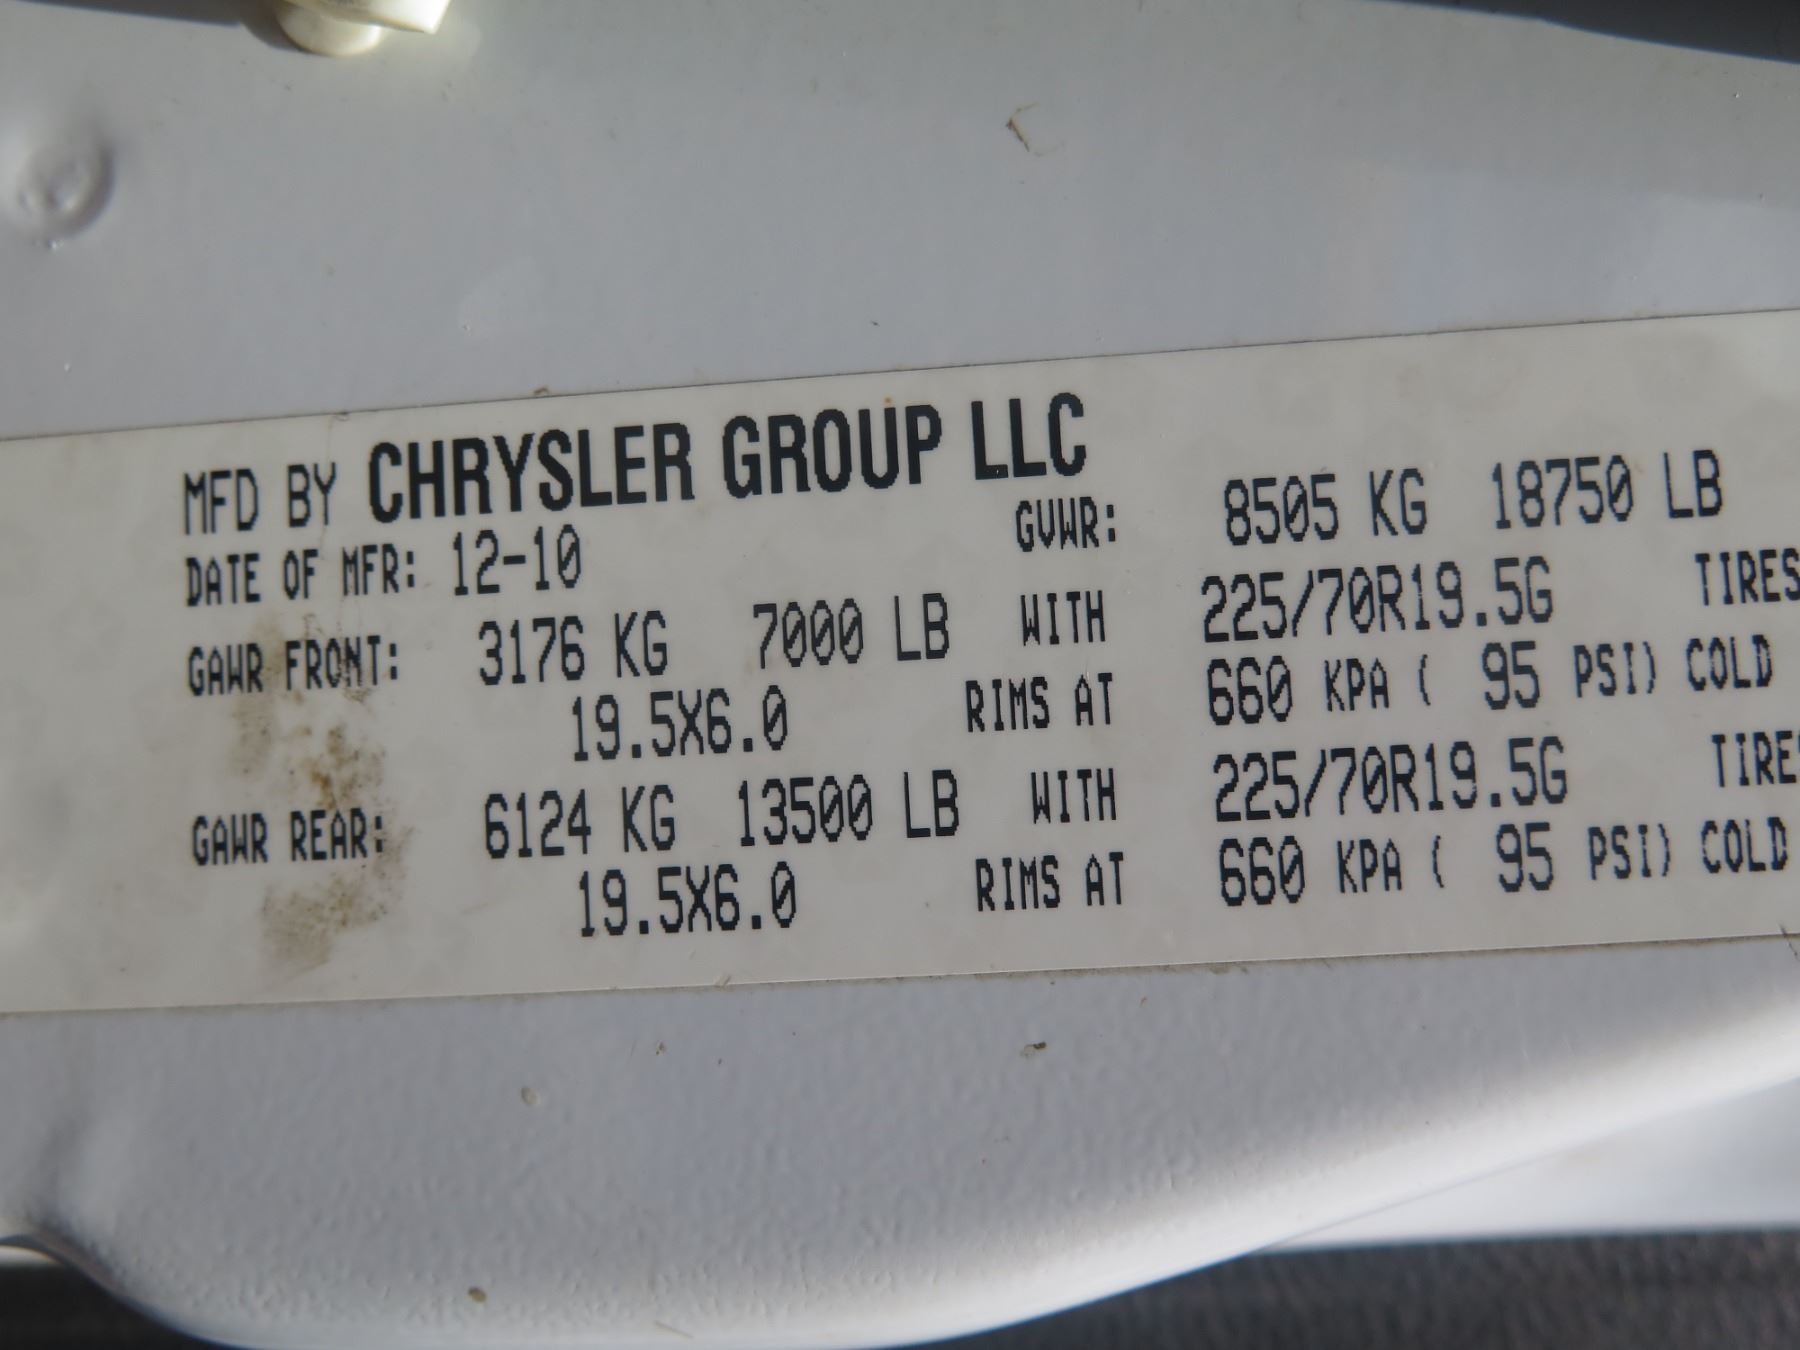 MFD BY CHRYSLER GROUP LLC
DATE OF MFR: 12-10 GVWR: 8505 KG 18750 LB
GAWR FRONT: 3176 KG 7000 LB WITH 225/70R19.5G TIRES
19.5X6.0 RIMS AT 660 KPA ( 95 PSI) COLD
GAWR REAR: 6124 KG 13500 LB WITH 225/70R19.5G TIRES
19.5X6.0 RIMS AT 660 KPA ( 95 PSI) COLD